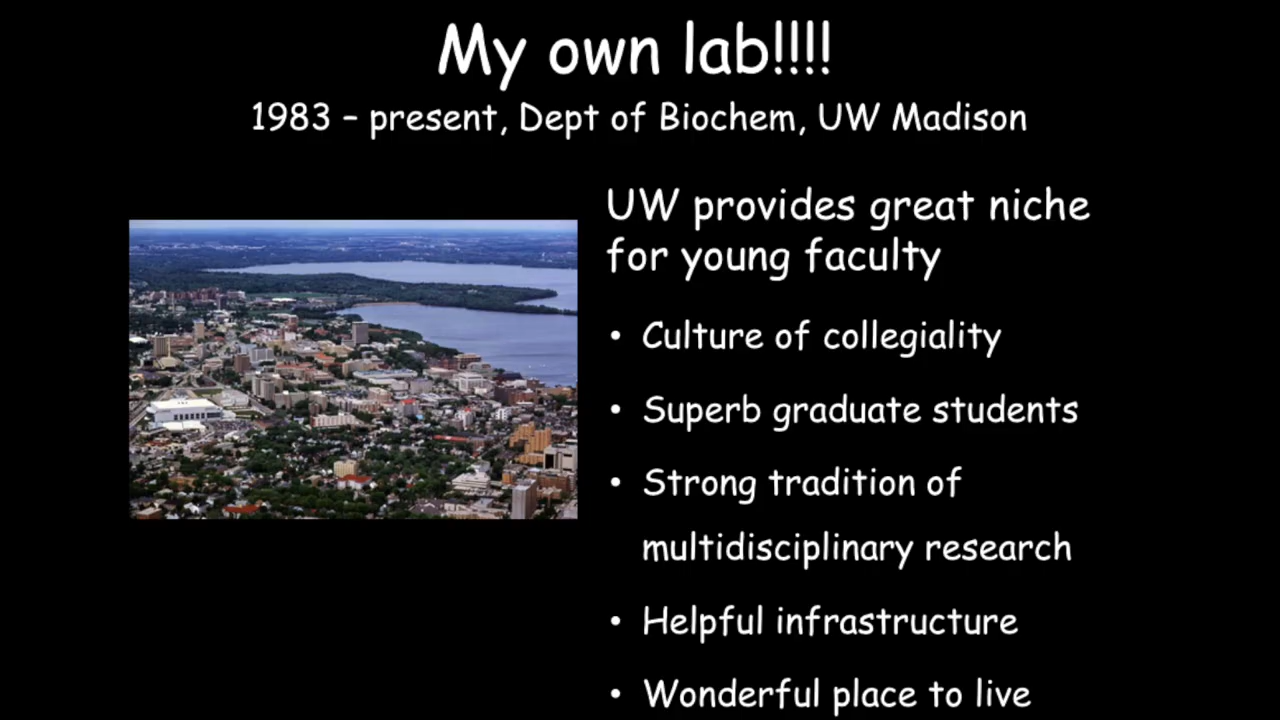 My own lab!!!!
1983 – present, Dept of Biochem, UW Madison
UW provides great niche
for young faculty
• Culture of collegiality
• Superb graduate students
• Strong tradition of
multidisciplinary research
• Helpful infrastructure
• Wonderful place to live